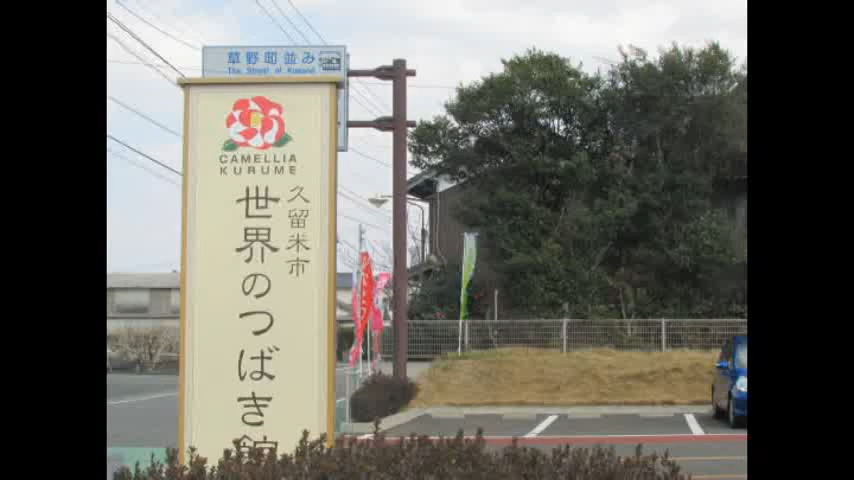 草野町並み
The Street of Kusano
CAMELLIA
KURUME
久留米市
世界のつばき館